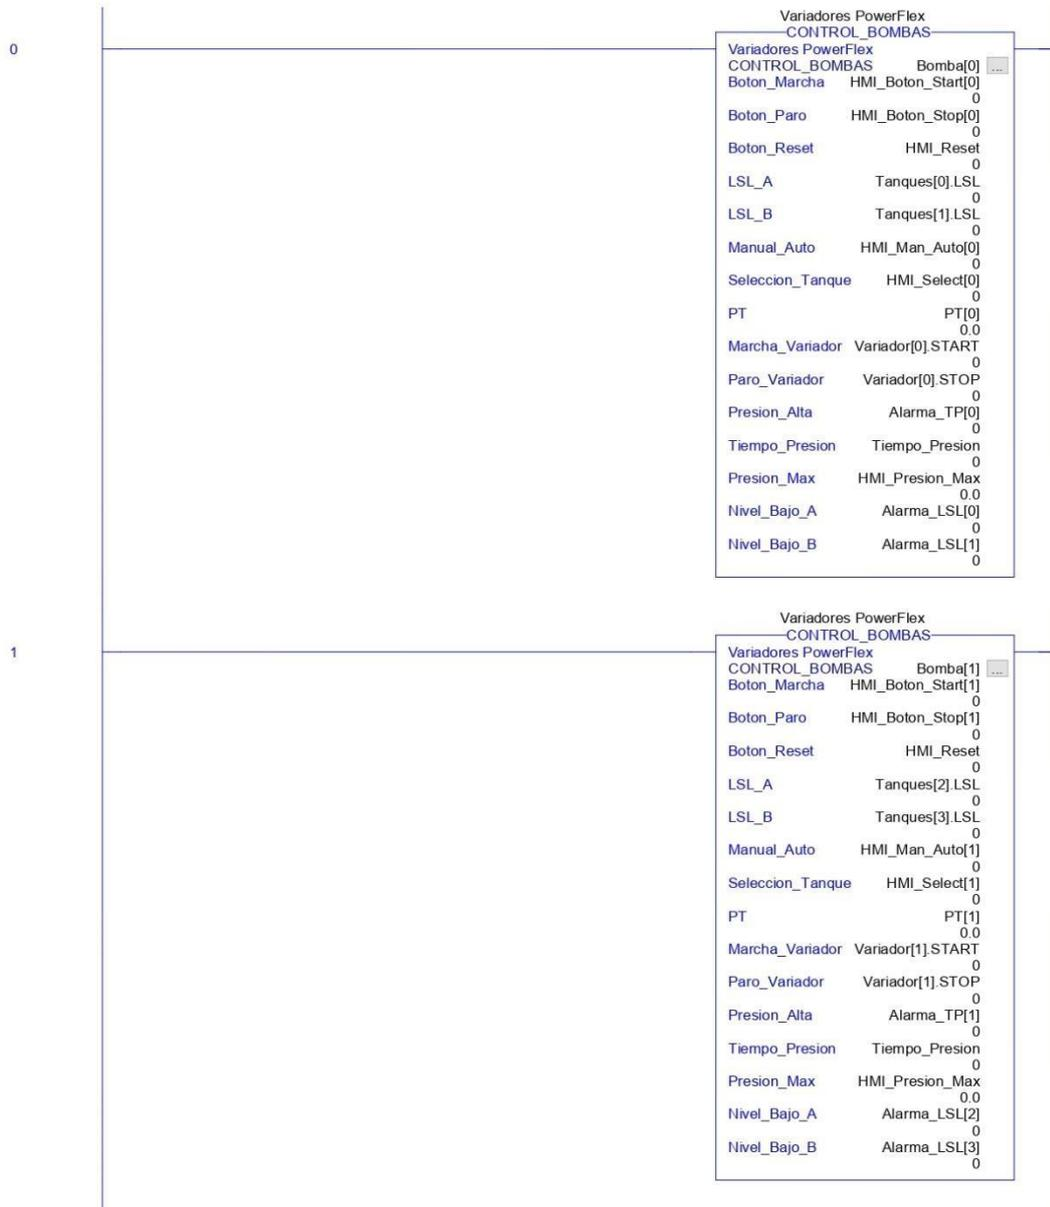 0
Variadores PowerFlex
CONTROL_BOMBAS
Variadores PowerFlex
CONTROL_BOMBAS Bomba[0] ...
Boton_Marcha HMI_Boton_Start[0]
0
Boton_Paro HMI_Boton_Stop[0]
0
Boton_Reset HMI_Reset
0
LSL_A Tanques[0].LSL
0
LSL_B Tanques[1].LSL
0
Manual_Auto HMI_Man_Auto[0]
0
Seleccion_Tanque HMI_Select[0]
0
PT PT[0]
0.0
Marcha_Variador Variador[0].START
0
Paro_Variador Variador[0].STOP
0
Presion_Alta Alarma_TP[0]
0
Tiempo_Presion Tiempo_Presion
0
Presion_Max HMI_Presion_Max
0.0
Nivel_Bajo_A Alarma_LSL[0]
0
Nivel_Bajo_B Alarma_LSL[1]
0
1
Variadores PowerFlex
CONTROL_BOMBAS
Variadores PowerFlex
CONTROL_BOMBAS Bomba[1] ...
Boton_Marcha HMI_Boton_Start[1]
0
Boton_Paro HMI_Boton_Stop[1]
0
Boton_Reset HMI_Reset
0
LSL_A Tanques[2].LSL
0
LSL_B Tanques[3].LSL
0
Manual_Auto HMI_Man_Auto[1]
0
Seleccion_Tanque HMI_Select[1]
0
PT PT[1]
0.0
Marcha_Variador Variador[1].START
0
Paro_Variador Variador[1].STOP
0
Presion_Alta Alarma_TP[1]
0
Tiempo_Presion Tiempo_Presion
0
Presion_Max HMI_Presion_Max
0.0
Nivel_Bajo_A Alarma_LSL[2]
0
Nivel_Bajo_B Alarma_LSL[3]
0